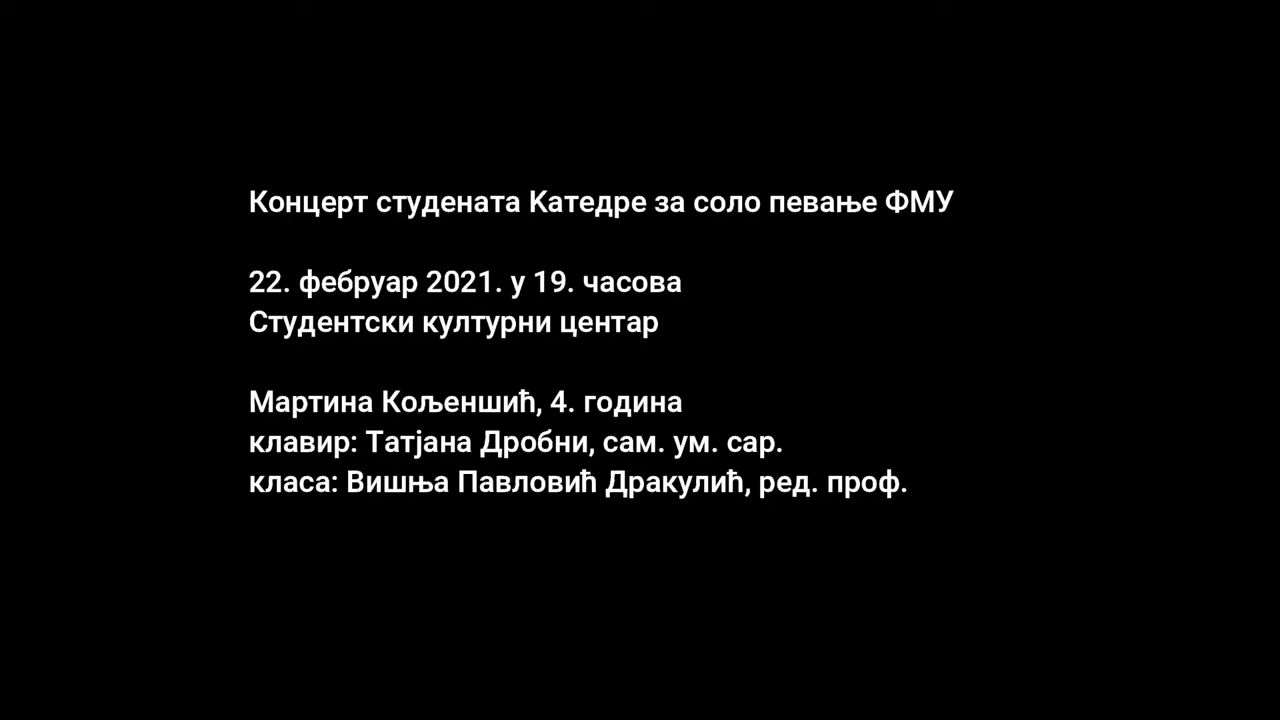 Концерт студената Катедре за соло певање ФМУ
22. фебруар 2021. у 19. часова
Студентски културни центар
Мартина Кољеншић, 4. година
клавир: Татјана Дробни, сам. ум. сар.
класа: Вишња Павловић Дракулић, ред. проф.